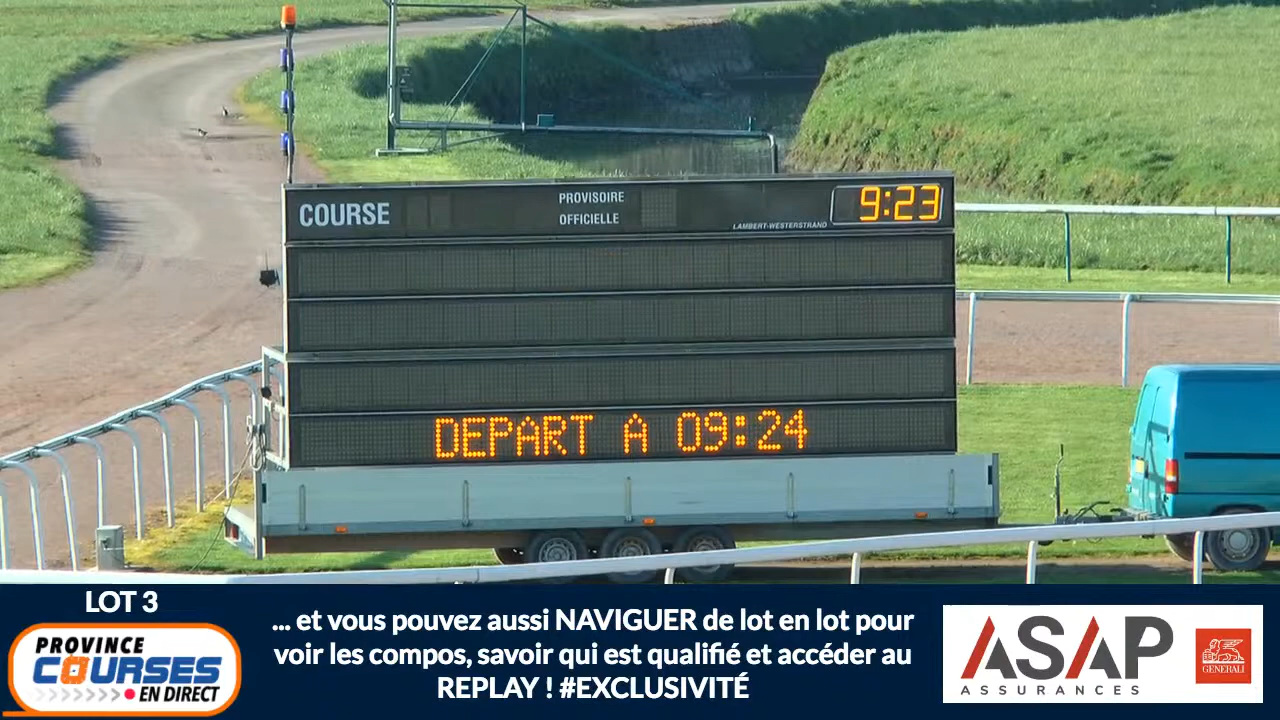 COURSE
PROVISOIRE
OFFICIELLE
LAMBERT-WESTERSTRAND
9:23
DEPART A 09:24
LOT 3
PROVINCE
COURSES
EN DIRECT
... et vous pouvez aussi NAVIGUER de lot en lot pour
voir les compos, savoir qui est qualifié et accéder au
REPLAY ! #EXCLUSIVITÉ
ASAP
ASSURANCES
GENERALI